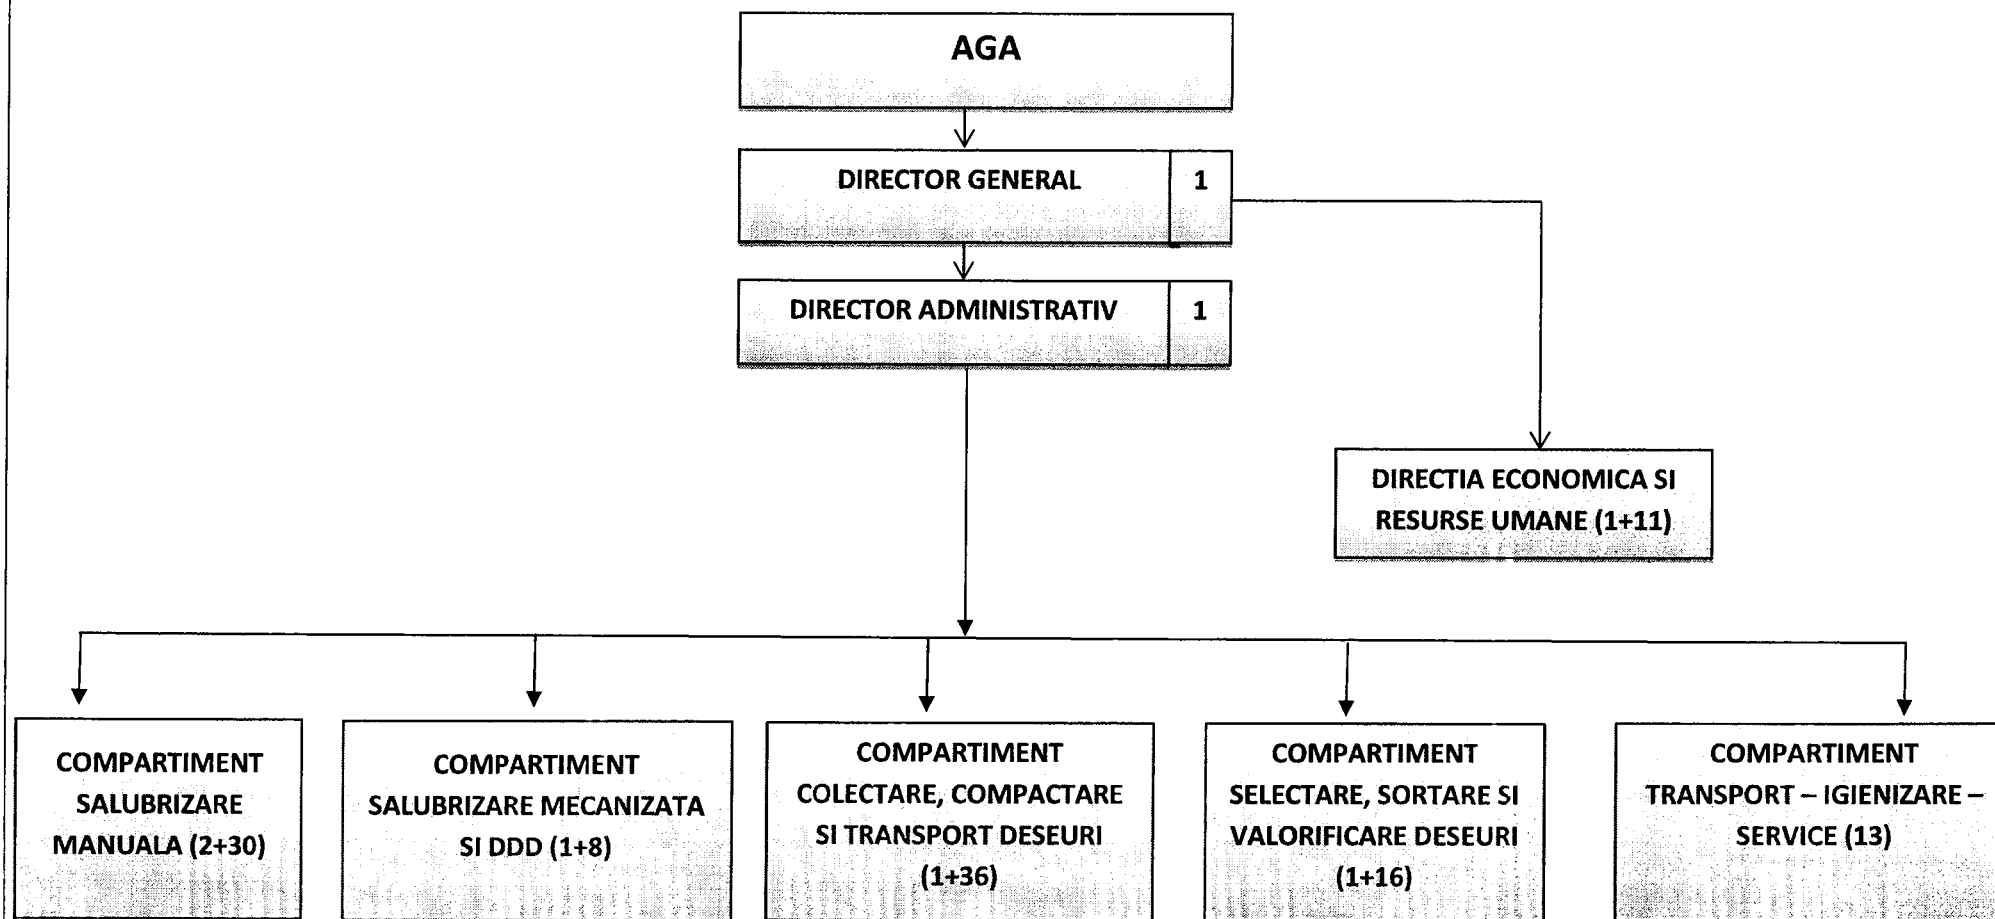 AGA
DIRECTOR GENERAL 1
DIRECTOR ADMINISTRATIV 1
DIRECTIA ECONOMICA SI
RESURSE UMANE (1+11)
COMPARTIMENT
SALUBRIZARE
MANUALA (2+30)
COMPARTIMENT
SALUBRIZARE MECANIZATA
SI DDD (1+8)
COMPARTIMENT
COLECTARE, COMPACTARE
SI TRANSPORT DESEURI
(1+36)
COMPARTIMENT
SELECTARE, SORTARE SI
VALORIFICARE DESEURI
(1+16)
COMPARTIMENT
TRANSPORT – IGIENIZARE –
SERVICE (13)